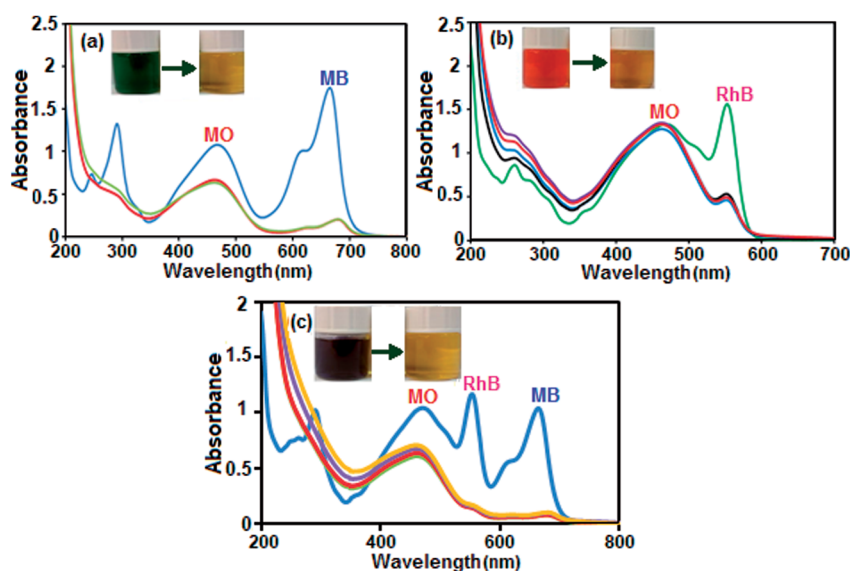 (a)
MO
MB
Absorbance
2.5
2
1.5
1
0.5
0
200 300 400 500 600 700 800
Wavelength(nm)
(b)
MO
RhB
Absorbance
2.5
2
1.5
1
0.5
0
200 300 400 500 600 700
Wavelength(nm)
(c)
MO
RhB
MB
Absorbance
2
1.5
1
0.5
0
200 400 600 800
Wavelength(nm)